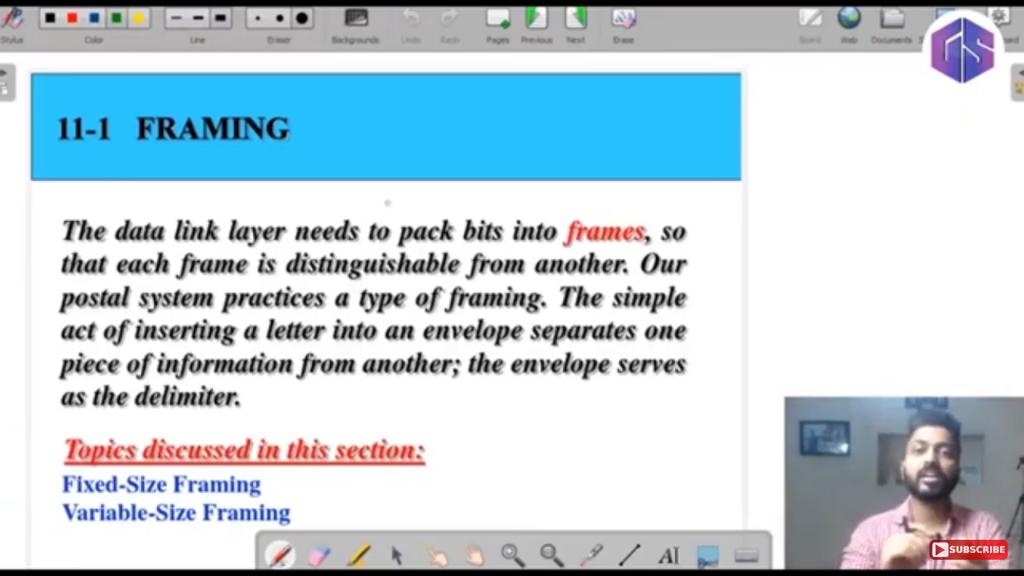 Stylus
Color
Line
Eraser
Backgrounds
Undo
Redo
Pages
Previous
Next
Erase
Board
Web
Documents
GS
11-1 FRAMING
The data link layer needs to pack bits into frames, so
that each frame is distinguishable from another. Our
postal system practices a type of framing. The simple
act of inserting a letter into an envelope separates one
piece of information from another; the envelope serves
as the delimiter.
Topics discussed in this section:
Fixed-Size Framing
Variable-Size Framing
AI
SUBSCRIBE